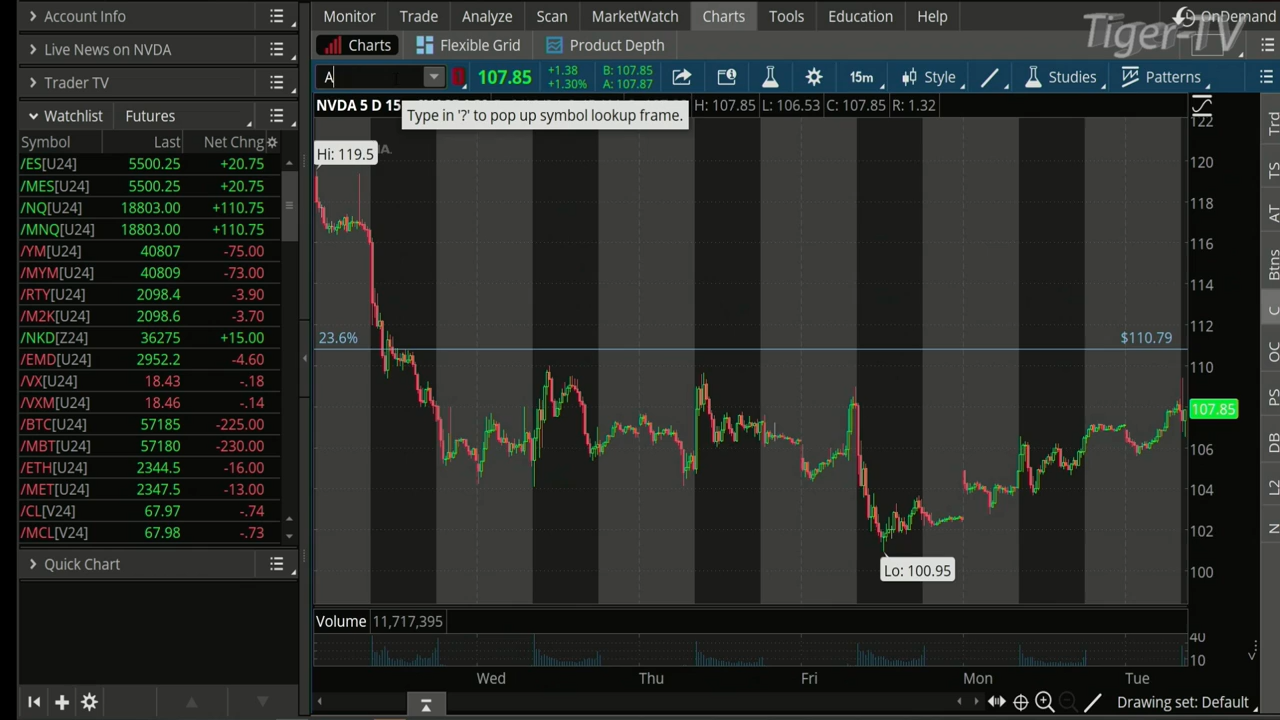 Account Info
Monitor Trade Analyze Scan MarketWatch Charts Tools Education Help
OnDemand
Tiger-TV
Live News on NVDA
Charts Flexible Grid Product Depth
Trader TV
A
107.85
+1.38
+1.30%
B: 107.85
A: 107.87
15m Style Studies Patterns
NVDA 5 D 15
H: 107.85 L: 106.53 C: 107.85 R: 1.32
Type in '?' to pop up symbol lookup frame.
Watchlist Futures
Symbol Last Net Chng
/ES[U24] 5500.25 +20.75
/MES[U24] 5500.25 +20.75
/NQ[U24] 18803.00 +110.75
/MNQ[U24] 18803.00 +110.75
/YM[U24] 40807 -75.00
/MYM[U24] 40809 -73.00
/RTY[U24] 2098.4 -3.90
/M2K[U24] 2098.6 -3.70
/NKD[Z24] 36275 +15.00
/EMD[U24] 2952.2 -4.60
/VX[U24] 18.43 -.18
/VXM[U24] 18.46 -.14
/BTC[U24] 57185 -225.00
/MBT[U24] 57180 -230.00
/ETH[U24] 2344.5 -16.00
/MET[U24] 2347.5 -13.00
/CL[V24] 67.97 -.74
/MCL[V24] 67.98 -.73
Quick Chart
Hi: 119.5
23.6%
$110.79
Lo: 100.95
122
120
118
116
114
112
110
107.85
106
104
102
100
Volume 11,717,395
40
10
Wed Thu Fri Mon Tue
Drawing set: Default
Trd
TS
AT
Btns
C
OC
PS
DB
L2
N